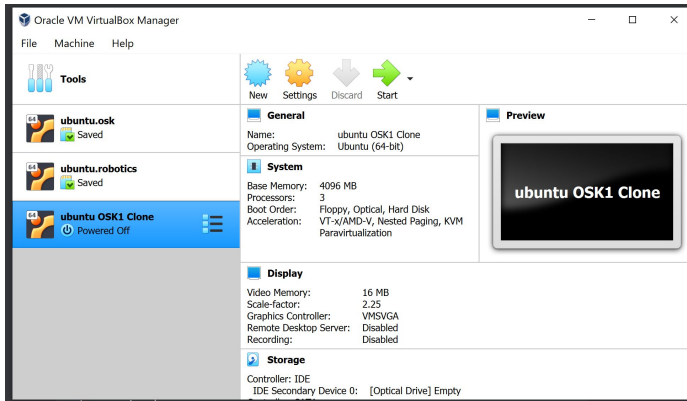 Oracle VM VirtualBox Manager
File Machine Help
Tools
New Settings Discard Start
64
ubuntu.osk
Saved
64
ubuntu.robotics
Saved
64
ubuntu OSK1 Clone
Powered Off
General
Name: ubuntu OSK1 Clone
Operating System: Ubuntu (64-bit)
System
Base Memory: 4096 MB
Processors: 3
Boot Order: Floppy, Optical, Hard Disk
Acceleration: VT-x/AMD-V, Nested Paging, KVM
Paravirtualization
Preview
ubuntu OSK1 Clone
Display
Video Memory: 16 MB
Scale-factor: 2.25
Graphics Controller: VMSVGA
Remote Desktop Server: Disabled
Recording: Disabled
Storage
Controller: IDE
IDE Secondary Device 0: [Optical Drive] Empty